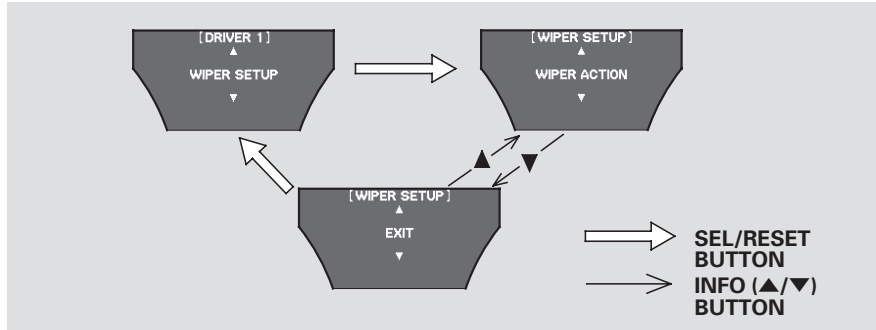 [DRIVER 1]
▲
WIPER SETUP
▼
[WIPER SETUP]
▲
WIPER ACTION
▼
▲
▼
[WIPER SETUP]
▲
EXIT
▼
SEL/RESET
BUTTON
INFO (▲/▼)
BUTTON